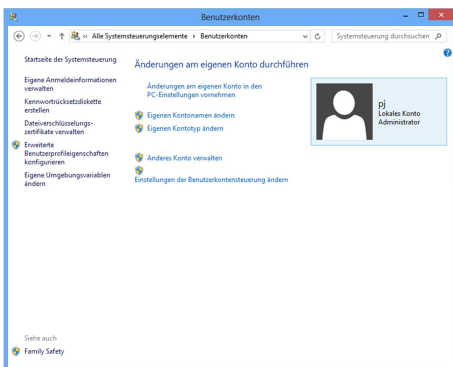 Benutzerkonten
« Alle Systemsteuerungselemente › Benutzerkonten
Systemsteuerung durchsuchen
Startseite der Systemsteuerung
Eigene Anmeldeinformationen
verwalten
Kennwortrücksetzdiskette
erstellen
Dateiverschlüsselungs-
zertifikate verwalten
Erweiterte
Benutzerprofileigenschaften
konfigurieren
Eigene Umgebungsvariablen
ändern
Änderungen am eigenen Konto durchführen
Änderungen am eigenen Konto in den
PC-Einstellungen vornehmen
Eigenen Kontonamen ändern
Eigenen Kontotyp ändern
Anderes Konto verwalten
Einstellungen der Benutzerkontensteuerung ändern
pj
Lokales Konto
Administrator
Siehe auch
Family Safety